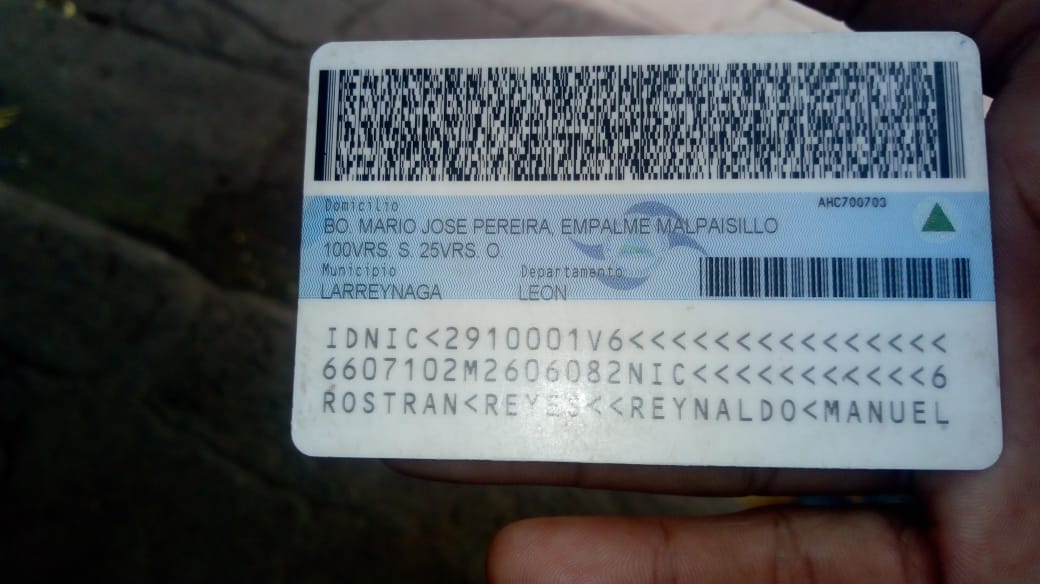 Domicilio
AHC700703
BO. MARIO JOSE PEREIRA, EMPALME MALPAISILLO
100VRS. S. 25VRS. O.
Municipio Departamento
LARREYNAGA LEON
IDNIC<2910001V6<<<<<<<<<<<<<<<
6607102M2606082NIC<<<<<<<<<<<6
ROSTRAN<REYES<<REYNALDO<MANUEL